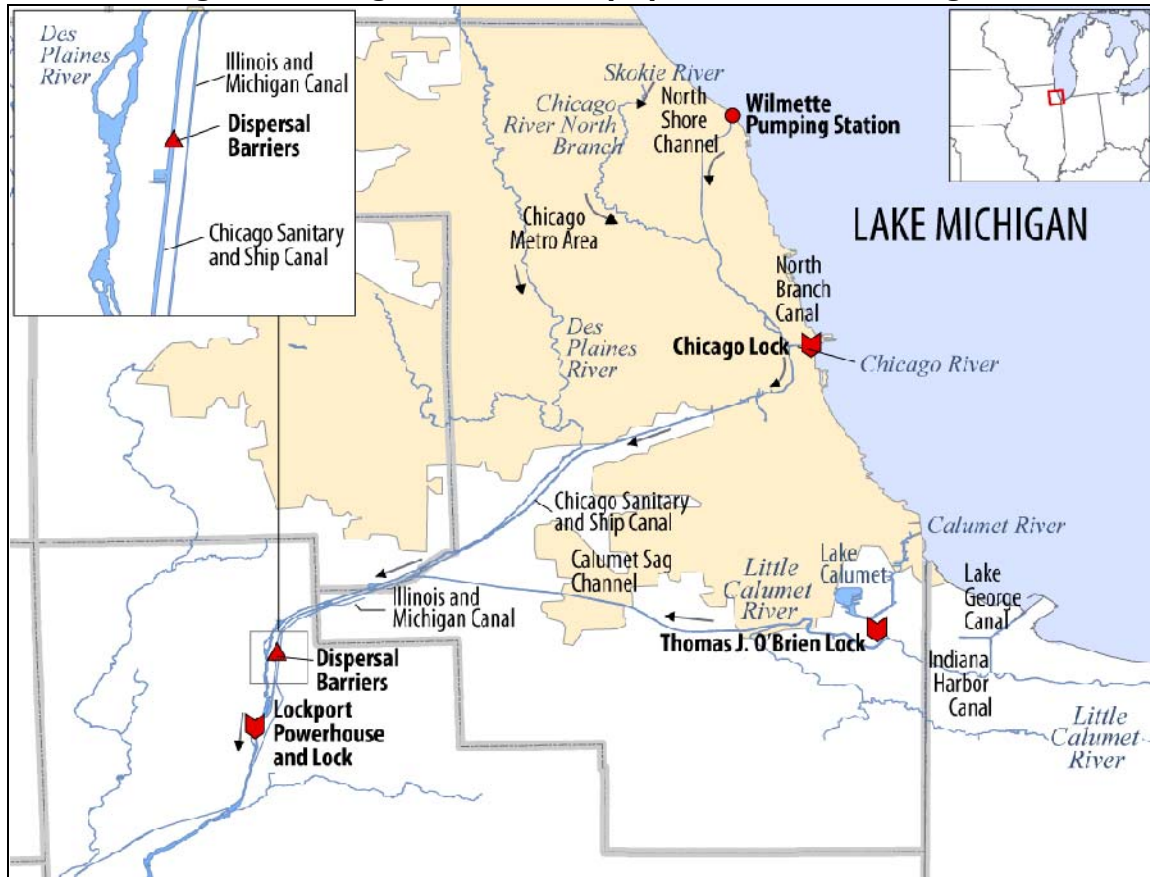 Des
Plaines
River
Illinois and
Michigan Canal
Dispersal
Barriers
Chicago Sanitary
and Ship Canal
Skokie River
Chicago
River North
Branch
North
Shore
Channel
Wilmette
Pumping Station
Chicago
Metro Area
LAKE MICHIGAN
North
Branch
Canal
Des
Plaines
River
Chicago Lock
Chicago River
Chicago Sanitary
and Ship Canal
Calumet River
Calumet Sag
Channel
Little
Calumet
River
Lake
Calumet
Lake
George
Canal
Illinois and
Michigan Canal
Thomas J. O'Brien Lock
Indiana
Harbor
Canal
Dispersal
Barriers
Lockport
Powerhouse
and Lock
Little
Calumet
River